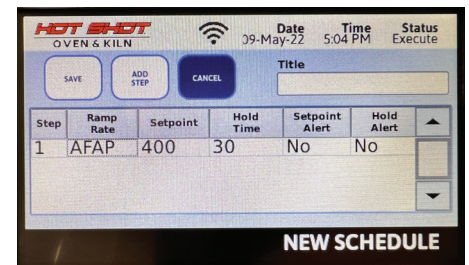 HOT SHOT
OVEN & KILN
Date Time Status
09-May-22 5:04 PM Execute
SAVE ADD STEP CANCEL
Title
Step Ramp Rate Setpoint Hold Time Setpoint Alert Hold Alert
1 AFAP 400 30 No No
NEW SCHEDULE